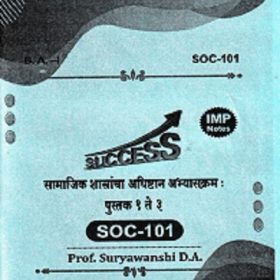 B. A.-I SOC-101
IMP
Notes
SUCCESS
सामाजिक शास्त्रांचा अधिष्ठान अभ्यासक्रम :
पुस्तक १ ते ३
SOC-101
Prof. Suryawanshi D.A.